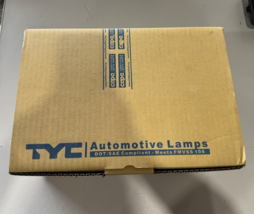 TYC Automotive Lamps
DOT/SAE Compliant - Meets FMVSS 108